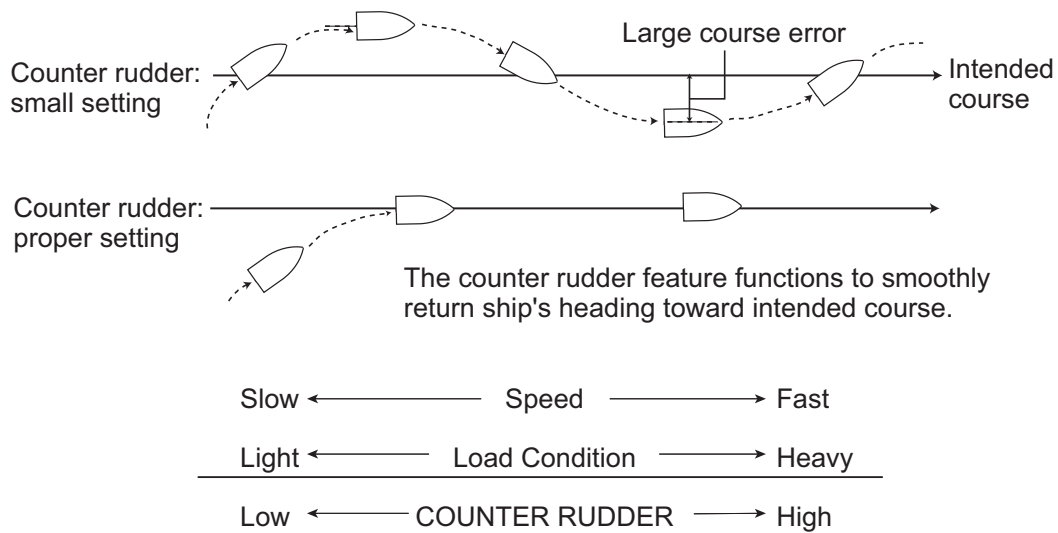 Large course error
Counter rudder:
small setting
Intended
course
Counter rudder:
proper setting
The counter rudder feature functions to smoothly
return ship's heading toward intended course.
Slow Speed Fast
Light Load Condition Heavy
Low COUNTER RUDDER High